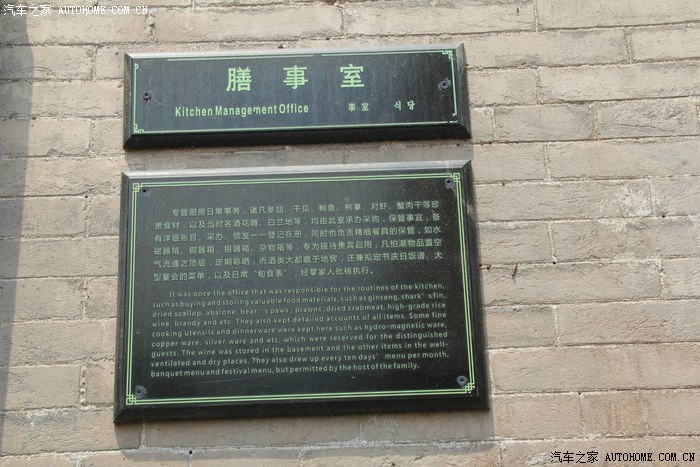 汽车之家 AUTOHOME.COM.CN
膳事室
Kitchen Management Office 事室 식당
专管厨房日常事务,诸凡参翅、干贝、鲍鱼、熊掌、对虾、蟹肉干等珍
贵食材,以及当时名酒花雕、白兰地等,均由此室承办采购,保管事宜,备
有详细账目,采办、领发一一登记在册,同时也负责精细餐具的保管,如水
磁器箱、铜器箱、银器箱、杂物箱等,专为接待贵宾启用,凡怕潮物品置空
气流通之顶层,定期晾晒,而酒类大都藏于地窖,还兼拟定节庆日饭谱、大
型宴会的菜单,以及日常“旬食表”,经掌家人批核执行。
It was once the office that was responsible for the routines of the kitchen,
such as buying and storing valuable food materials, such as ginseng, shark's fin,
dried scallop, abalone, bear's paws, prawns, dried crabmeat, high-grade rice
wine, brandy and etc. They also kept detailed accounts of all items. Some fine
cooking utensils and dinnerware were kept here such as hydro-magnetic ware,
copper ware, silver ware and etc, which were reserved for the distinguished
guests. The wine was stored in the basement and the other items in the well-
ventilated and dry places. They also drew up every ten days' menu per month,
banquet menu and festival menu, but permitted by the host of the family.
汽车之家 AUTOHOME.COM.CN